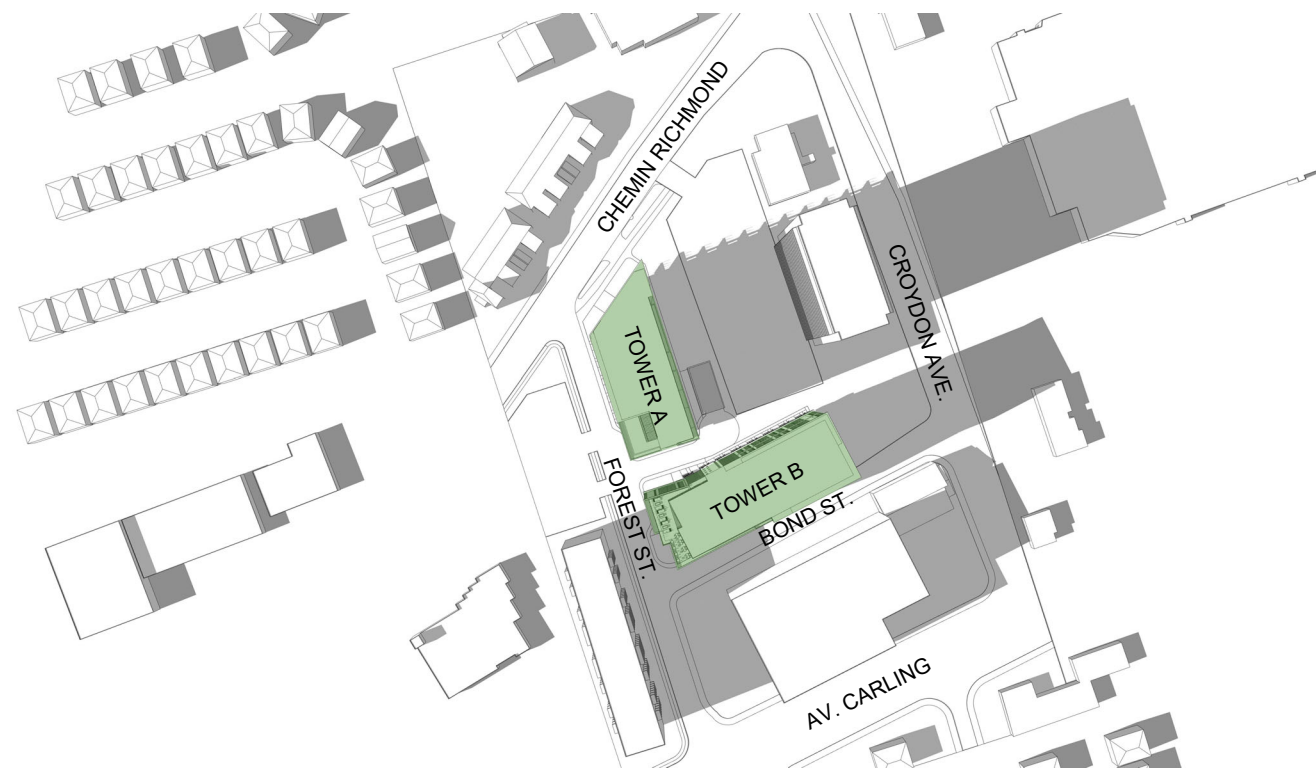 CHEMIN RICHMOND
CROYDON AVE.
TOWER A
TOWER B
FOREST ST.
BOND ST.
AV. CARLING